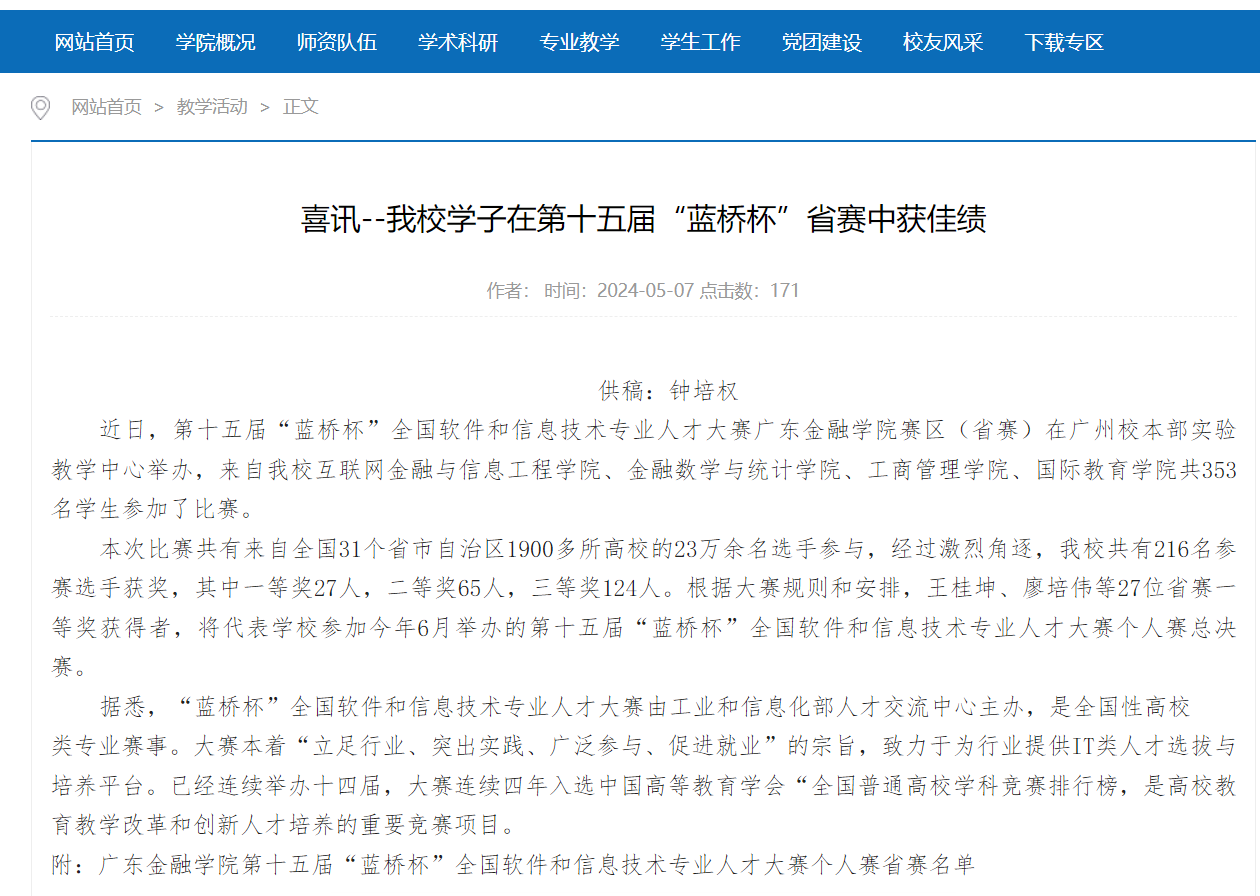 网站首页 学院概况 师资队伍 学术科研 专业教学 学生工作 党团建设 校友风采 下载专区
网站首页 > 教学活动 > 正文
喜讯--我校学子在第十五届“蓝桥杯”省赛中获佳绩
作者： 时间：2024-05-07 点击数：171
供稿：钟培权
近日，第十五届“蓝桥杯”全国软件和信息技术专业人才大赛广东金融学院赛区（省赛）在广州校本部实验
教学中心举办，来自我校互联网金融与信息工程学院、金融数学与统计学院、工商管理学院、国际教育学院共353
名学生参加了比赛。
本次比赛共有来自全国31个省市自治区1900多所高校的23万余名选手参与，经过激烈角逐，我校共有216名参
赛选手获奖，其中一等奖27人，二等奖65人，三等奖124人。根据大赛规则和安排，王桂坤、廖培伟等27位省赛一
等奖获得者，将代表学校参加今年6月举办的第十五届“蓝桥杯”全国软件和信息技术专业人才大赛个人赛总决
赛。
据悉，“蓝桥杯”全国软件和信息技术专业人才大赛由工业和信息化部人才交流中心主办，是全国性高校
类专业赛事。大赛本着“立足行业、突出实践、广泛参与、促进就业”的宗旨，致力于为行业提供IT类人才选拔与
培养平台。已经连续举办十四届，大赛连续四年入选中国高等教育学会“全国普通高校学科竞赛排行榜，是高校教
育教学改革和创新人才培养的重要竞赛项目。
附：广东金融学院第十五届“蓝桥杯”全国软件和信息技术专业人才大赛个人赛省赛名单